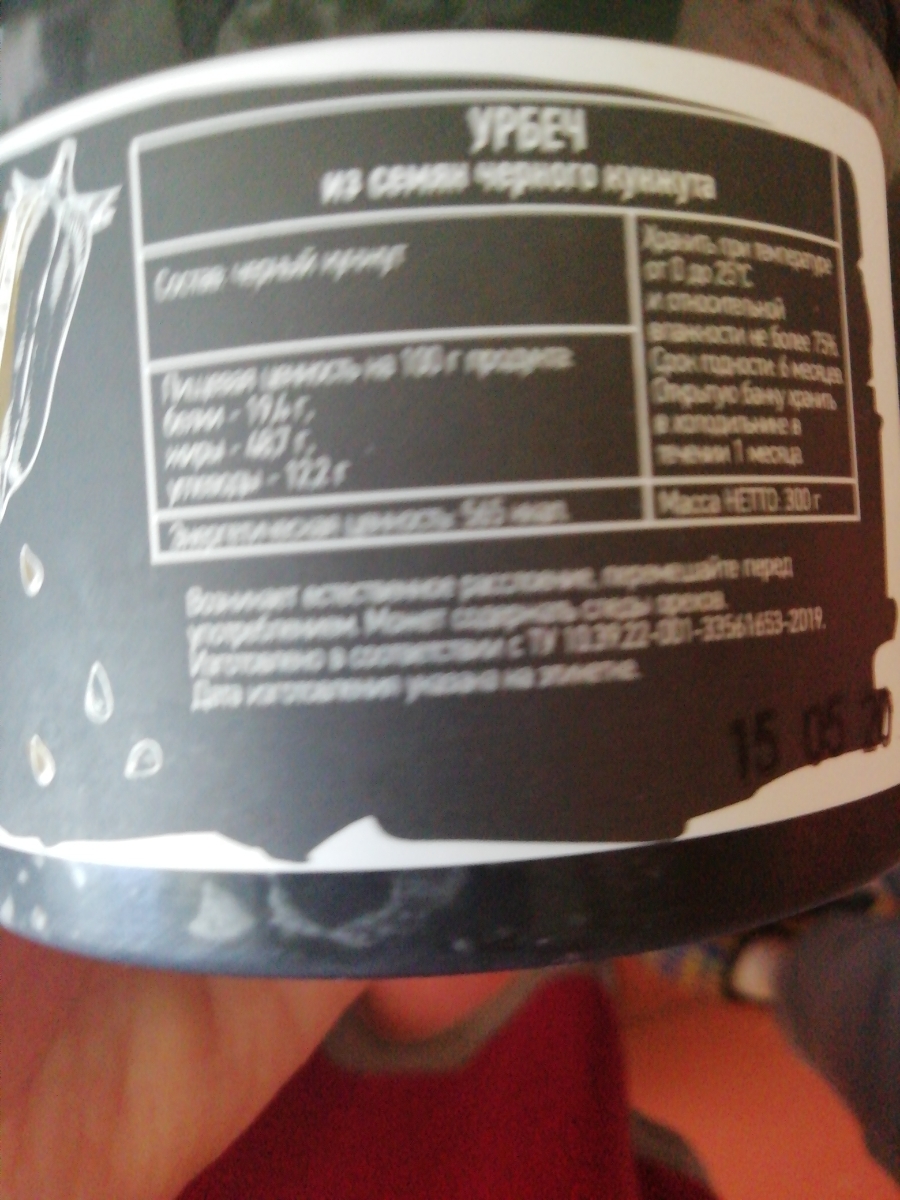 УРБЕЧ
из семян черного кунжута
Состав: черный кунжут
Пищевая ценность на 100 г продукта:
белки - 19,4 г,
жиры - 48,7 г,
углеводы - 12,2 г
Энергетическая ценность: 565 ккал.
Хранить при температуре
от 0 до 25°С
и относительной
влажности не более 75%
Срок годности: 6 месяцев.
Открытую банку хранить
в холодильнике в
течении 1 месяца.
Масса НЕТТО: 300 г
Возникает естественное расслоение, перемешайте перед
употреблением. Может содержать следы орехов.
Изготовлено в соответствии с ТУ 10.39.22-001-33561653-2019.
Дата изготовления указана на этикетке.
15 05 20